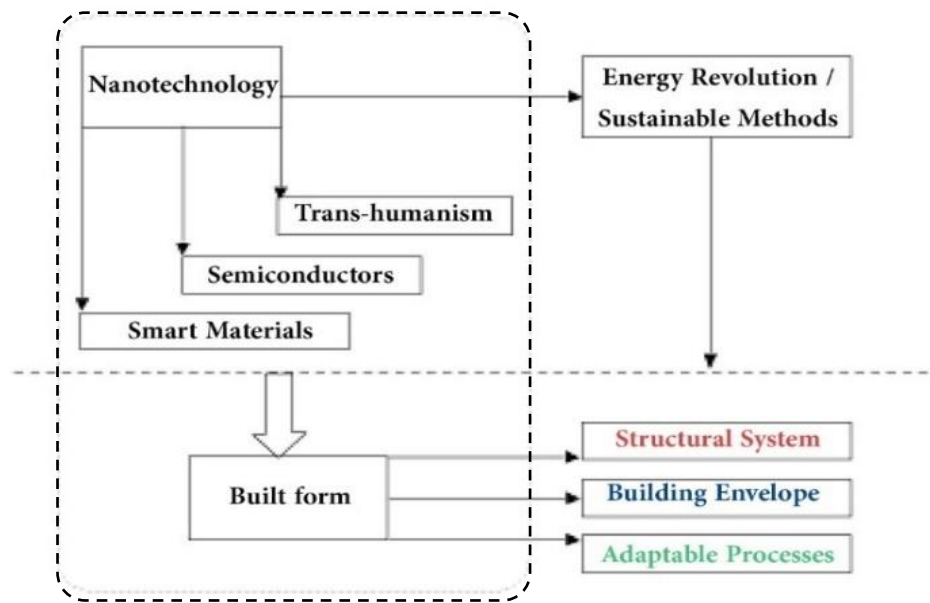 Nanotechnology
Energy Revolution /
Sustainable Methods
Trans-humanism
Semiconductors
Smart Materials
Built form
Structural System
Building Envelope
Adaptable Processes